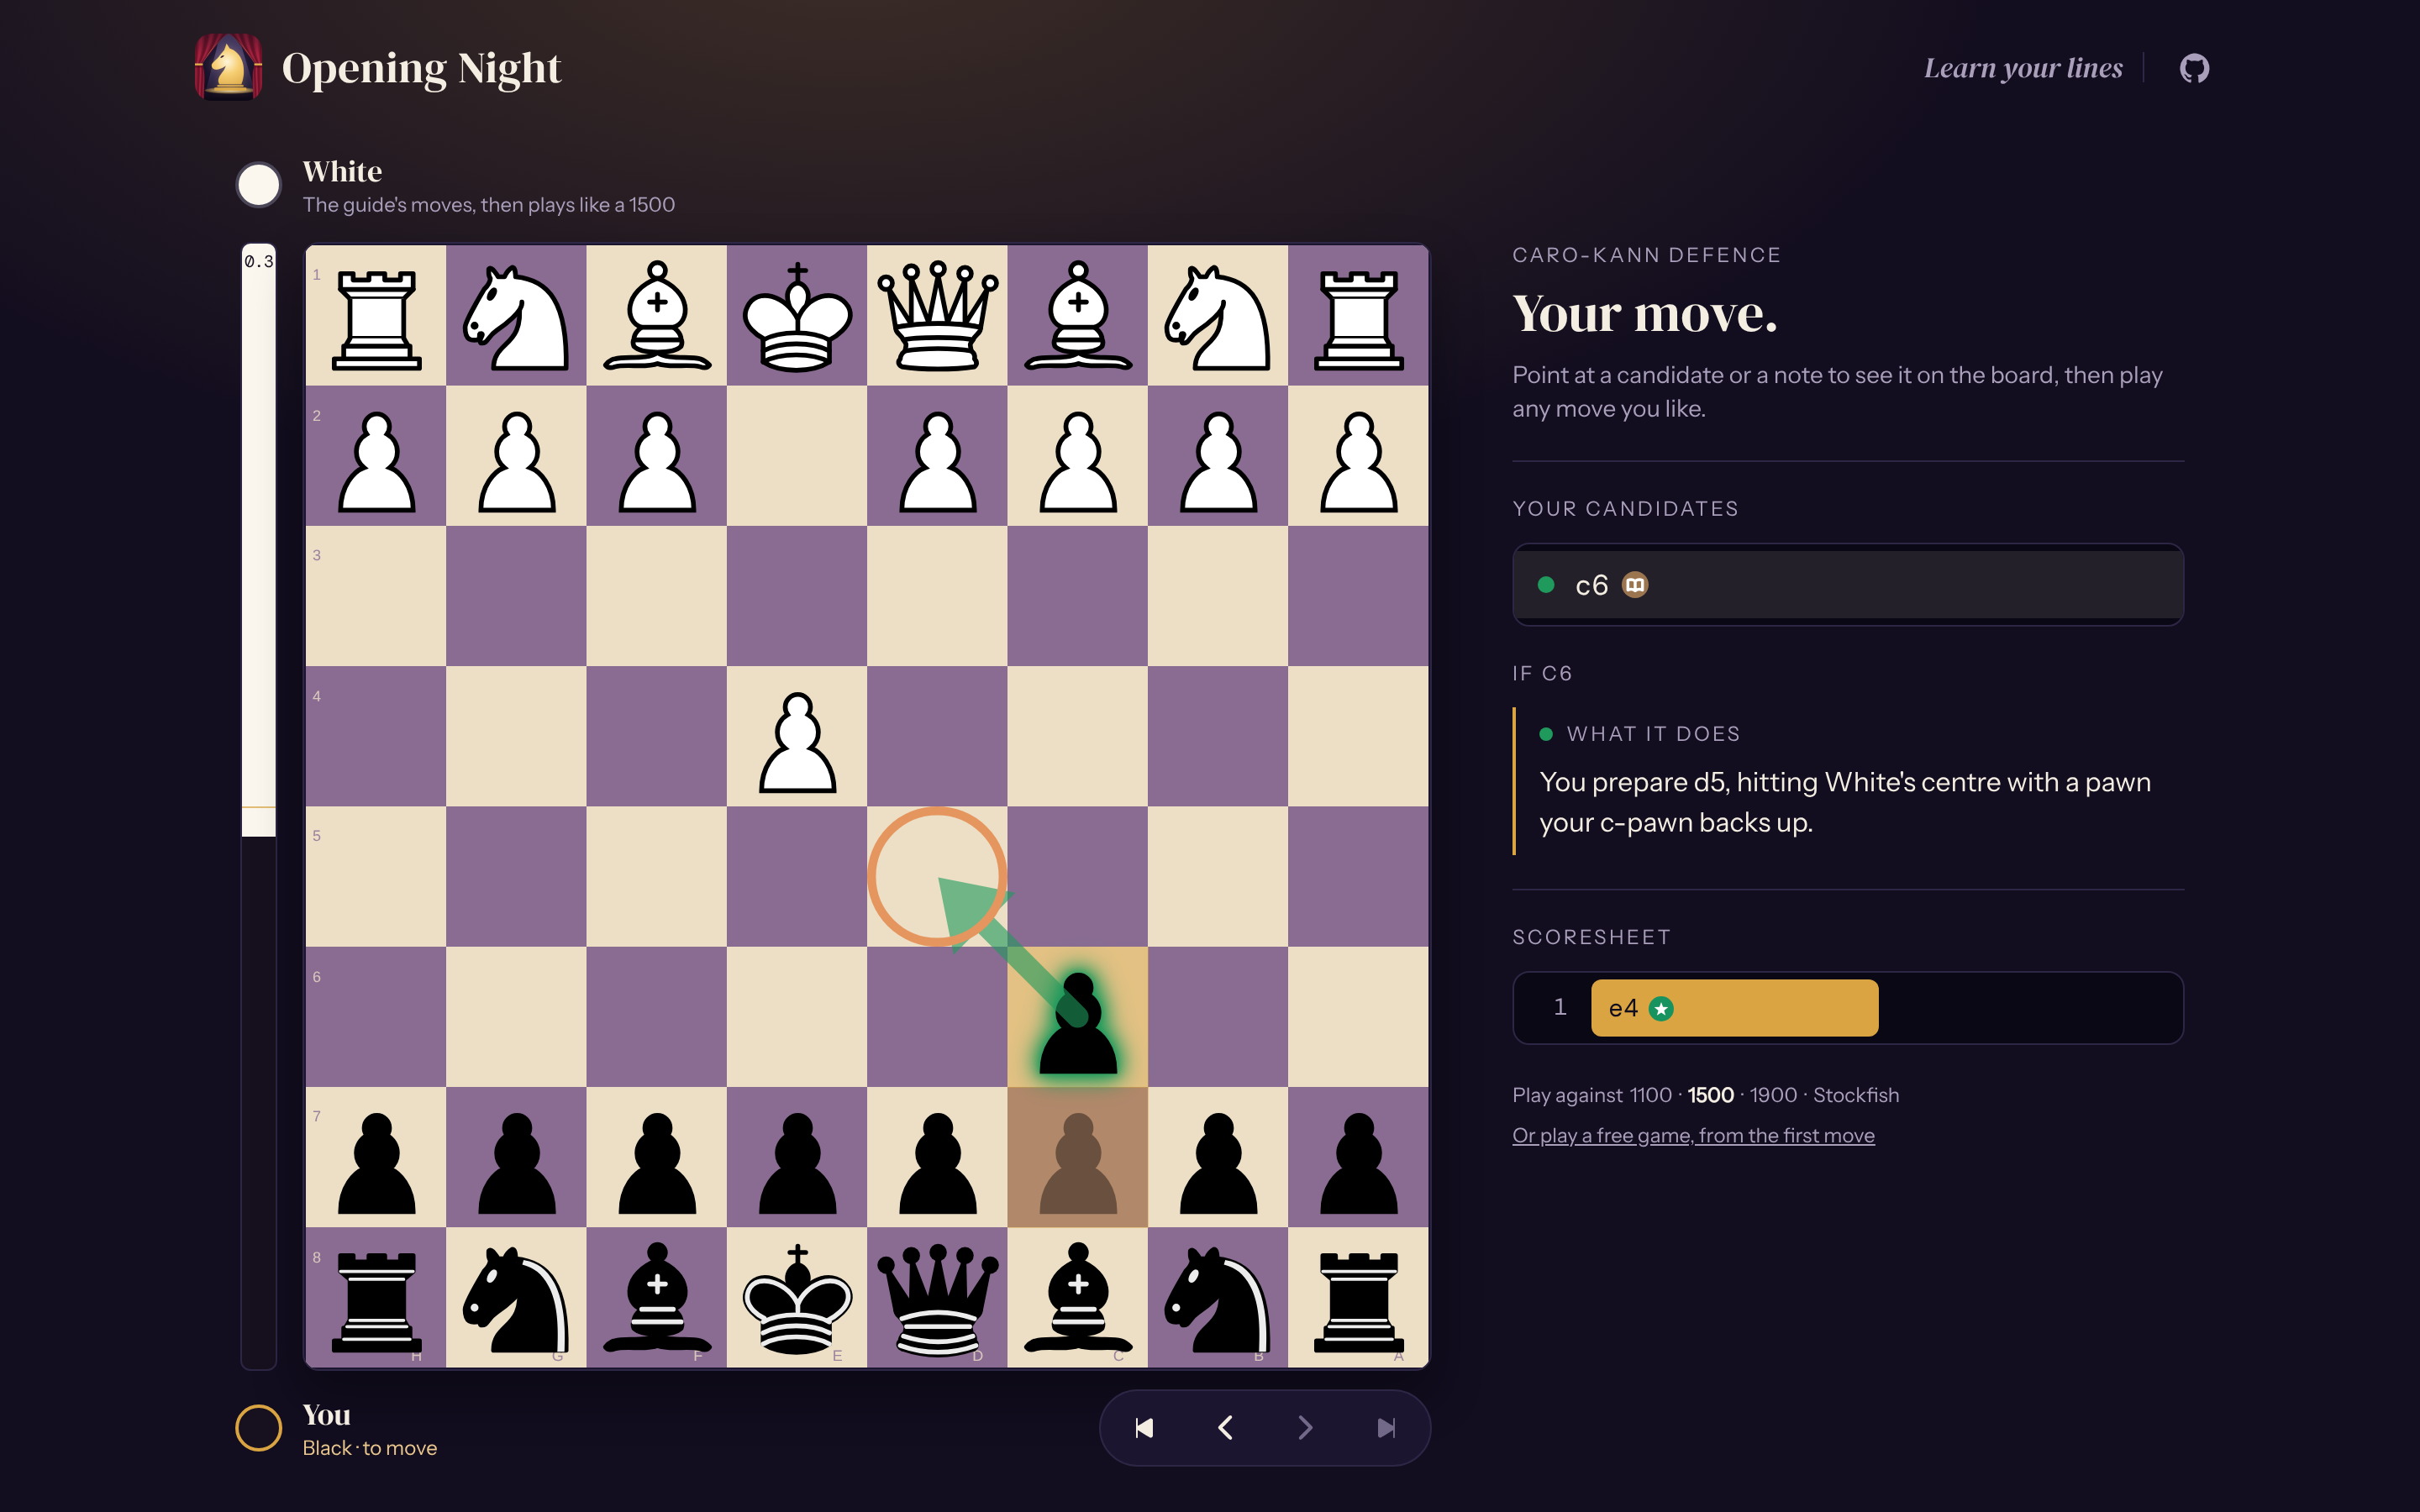 Opening Night
Learn your lines
White
The guide's moves, then plays like a 1500
0.3
1
2
3
4
5
6
7
8
H G F E D C B A
You
Black · to move
CARO-KANN DEFENCE
Your move.
Point at a candidate or a note to see it on the board, then play
any move you like.
YOUR CANDIDATES
c6
IF C6
WHAT IT DOES
You prepare d5, hitting White's centre with a pawn
your c-pawn backs up.
SCORESHEET
1 e4
Play against 1100 · 1500 · 1900 · Stockfish
Or play a free game, from the first move